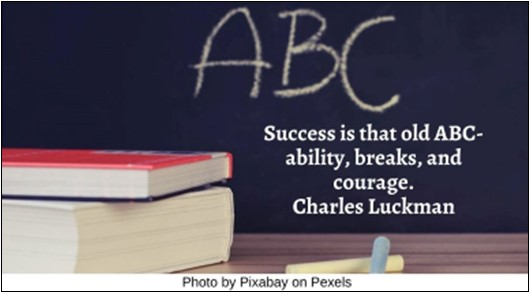 ABC
Success is that old ABC-
ability, breaks, and
courage.
Charles Luckman
Photo by Pixabay on Pexels